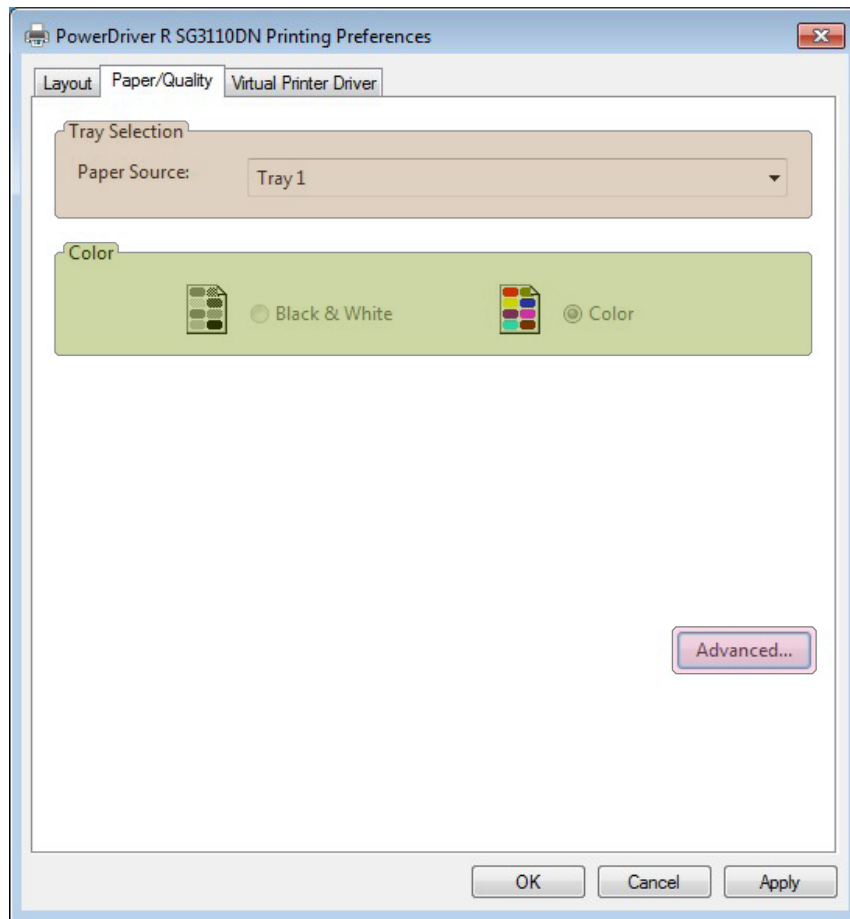 PowerDriver R SG3110DN Printing Preferences
Layout Paper/Quality Virtual Printer Driver
Tray Selection
Paper Source: Tray 1
Color
Black & White Color
Advanced...
OK Cancel Apply